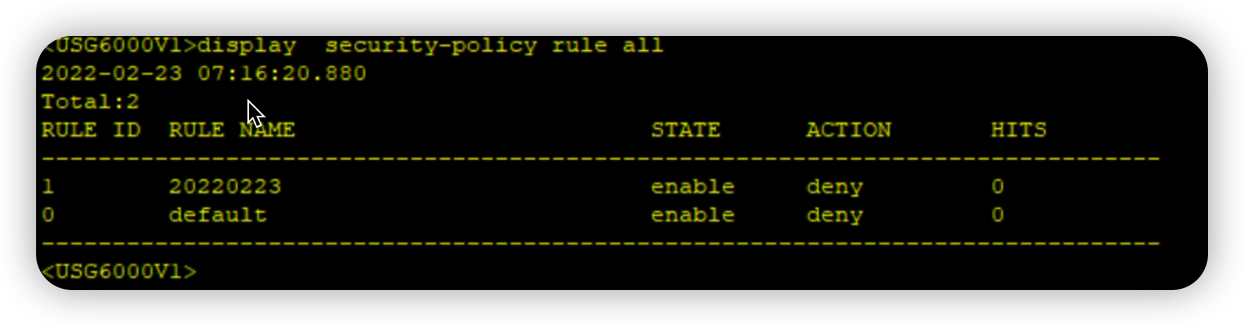 <USG6000V1>display  security-policy rule all
2022-02-23 07:16:20.880
Total:2
RULE ID  RULE NAME                         STATE      ACTION       HITS
-------------------------------------------------------------------------------
1        20220223                          enable     deny         0
0        default                           enable     deny         0
-------------------------------------------------------------------------------
<USG6000V1>